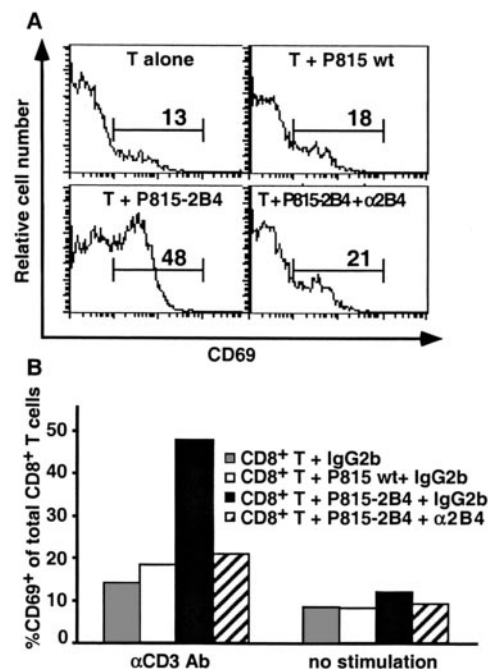 A
T alone
13
T + P815 wt
18
T + P815-2B4
48
T+P815-2B4+α2B4
21
Relative cell number
CD69
B
%CD69+ of total CD8+ T cells
50
40
30
20
10
0
CD8+ T + IgG2b
CD8+ T + P815 wt+ IgG2b
CD8+ T + P815-2B4 + IgG2b
CD8+ T + P815-2B4 + α2B4
αCD3 Ab
no stimulation